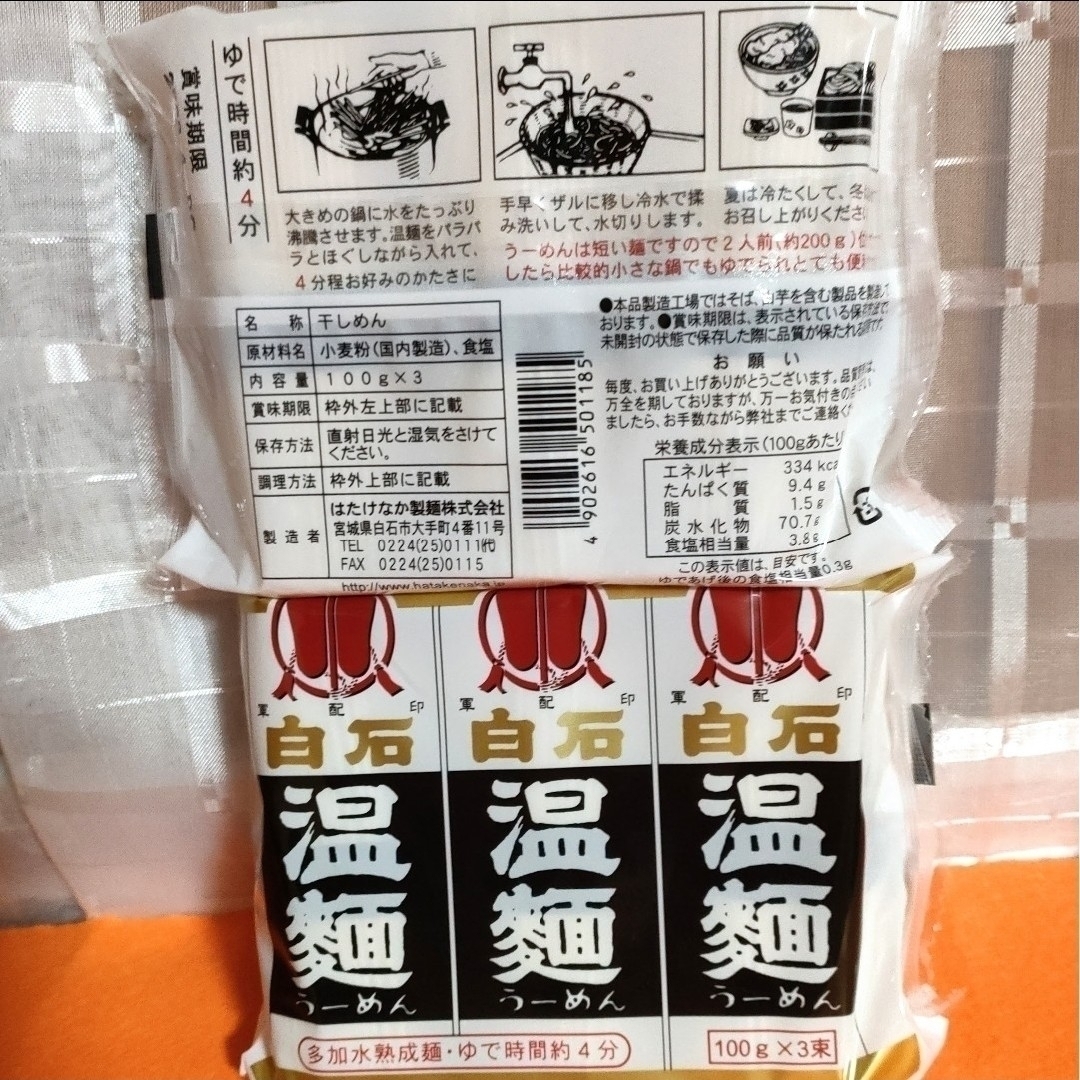 ゆで時間約4分
賞味期限
大きめの鍋に水をたっぷり
沸騰させます。温麺をパラパ
ラとほぐしながら入れて、
4分程お好みのかたさに
手早くザルに移し冷水で揉
み洗いして、水切りします。
夏は冷たくして、冬
お召し上がりくださ
うーめんは短い麺ですので2人前(約200g)位
したら比較的小さな鍋でもゆでられとても便
名称 干しめん
原材料名 小麦粉(国内製造)、食塩
内容量 100g×3
賞味期限 枠外左上部に記載
保存方法 直射日光と湿気をさけて
ください。
調理方法 枠外上部に記載
製造者 はたけなか製麺株式会社
宮城県白石市大手町4番11号
TEL 0224(25)0111㈹
FAX 0224(25)0115
http://www.hatakenaka.jp
4 902616 501185
●本品製造工場ではそば、山芋を含む製品を製造して
おります。●賞味期限は、表示されている保存方法で
未開封の状態で保存した際に品質が保たれる
お願い
毎度、お買い上げありがとうございます。品質
万全を期しておりますが、万一お気付きの
ましたら、お手数ながら弊社までご連絡く
栄養成分表示(100gあたり
エネルギー 334 kca
たんぱく質 9.4g
脂質 1.5g
炭水化物 70.7g
食塩相当量 3.8g
この表示値は、目安です。
ゆであげ後の食塩相当量0.3g
軍配印
白石
温麺
うーめん
軍配印
白石
温麺
うーめん
軍配印
白石
温麺
うーめん
多加水熟成麺・ゆで時間約4分
100g×3束